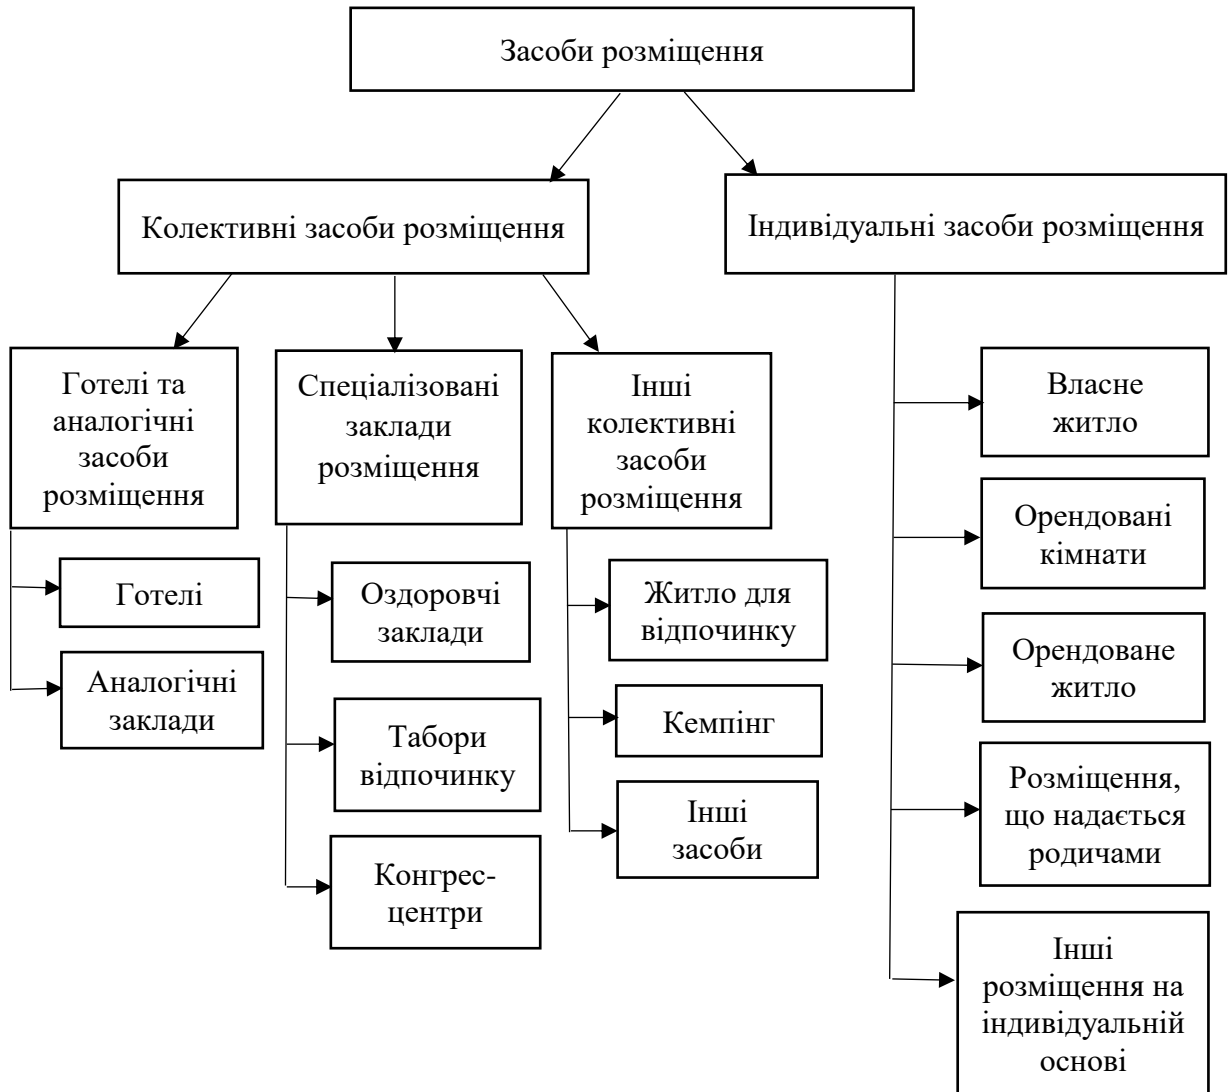 Засоби розміщення
Колективні засоби розміщення
Індивідуальні засоби розміщення
Готелі та
аналогічні
засоби
розміщення
Спеціалізовані
заклади
розміщення
Інші
колективні
засоби
розміщення
Готелі
Аналогічні
заклади
Оздоровчі
заклади
Табори
відпочинку
Конгрес-
центри
Житло для
відпочинку
Кемпінг
Інші
засоби
Власне
житло
Орендовані
кімнати
Орендоване
житло
Розміщення,
що надається
родичами
Інші
розміщення на
індивідуальній
основі